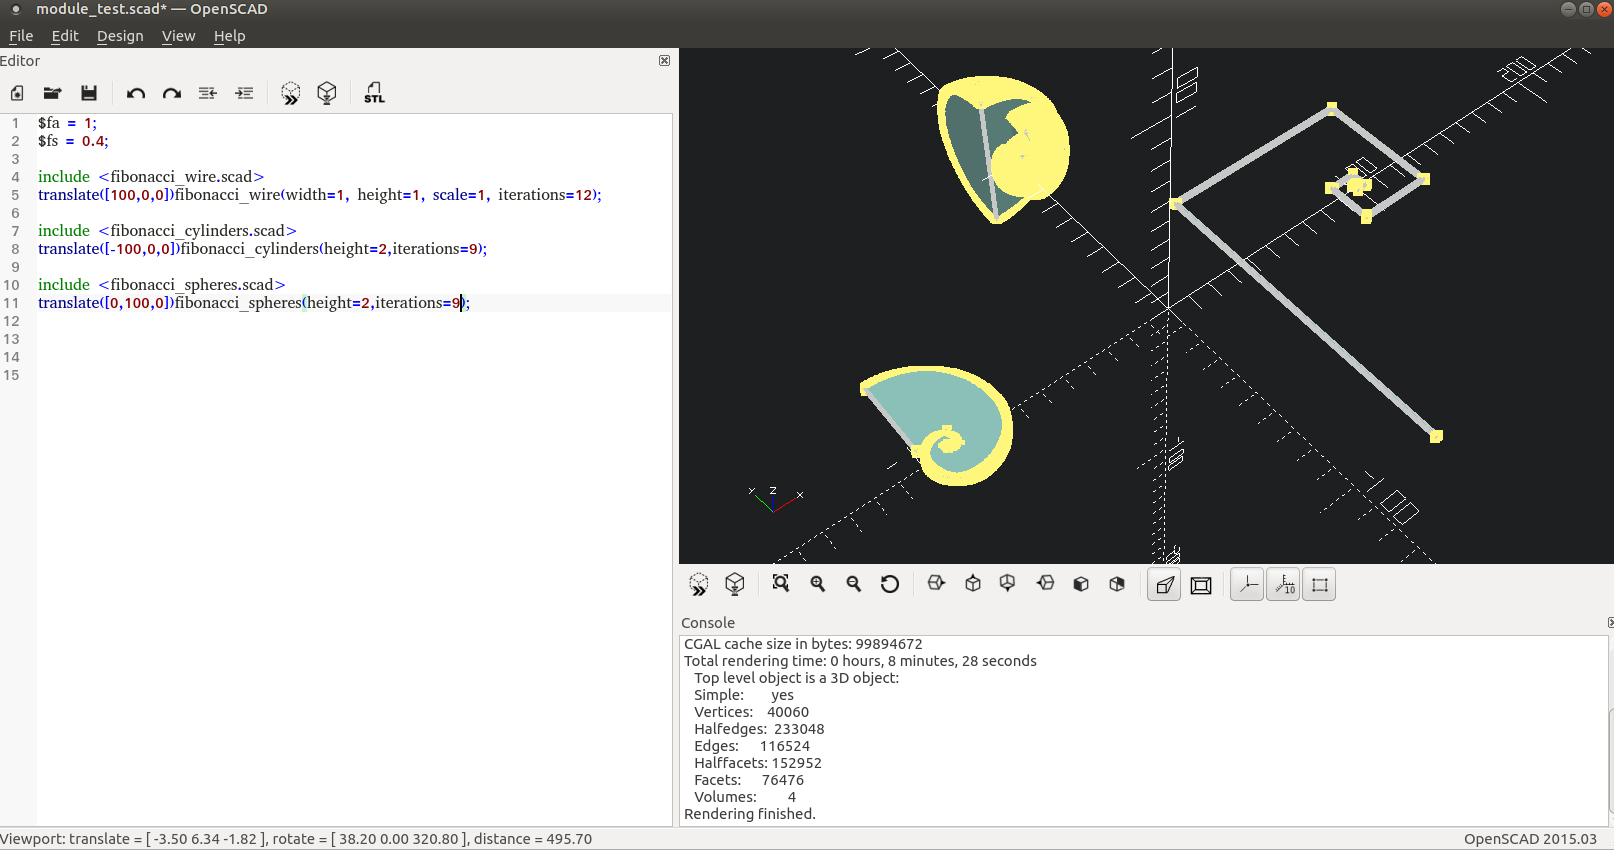 module_test.scad* — OpenSCAD
File Edit Design View Help
Editor
STL
1 $fa = 1;
2 $fs = 0.4;
3
4 include <fibonacci_wire.scad>
5 translate([100,0,0])fibonacci_wire(width=1, height=1, scale=1, iterations=12);
6
7 include <fibonacci_cylinders.scad>
8 translate([-100,0,0])fibonacci_cylinders(height=2,iterations=9);
9
10 include <fibonacci_spheres.scad>
11 translate([0,100,0])fibonacci_spheres(height=2,iterations=9);
12
13
14
15
Z
X
10
Console
CGAL cache size in bytes: 99894672
Total rendering time: 0 hours, 8 minutes, 28 seconds
Top level object is a 3D object:
Simple: yes
Vertices: 40060
Halfedges: 233048
Edges: 116524
Halffacets: 152952
Facets: 76476
Volumes: 4
Rendering finished.
Viewport: translate = [ -3.50 6.34 -1.82 ], rotate = [ 38.20 0.00 320.80 ], distance = 495.70
OpenSCAD 2015.03